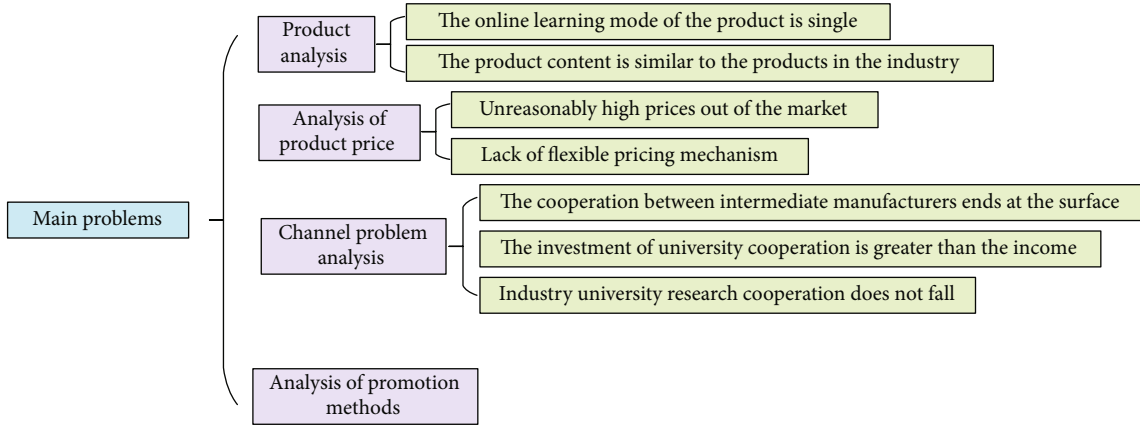 Main problems
Product
analysis
The online learning mode of the product is single
The product content is similar to the products in the industry
Analysis of
product price
Unreasonably high prices out of the market
Lack of flexible pricing mechanism
Channel problem
analysis
The cooperation between intermediate manufacturers ends at the surface
The investment of university cooperation is greater than the income
Industry university research cooperation does not fall
Analysis of promotion
methods